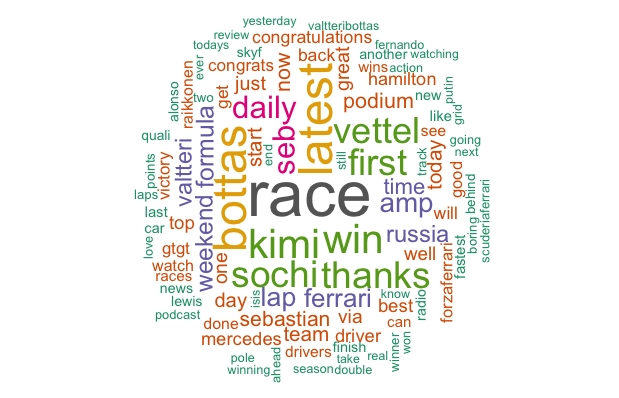 yesterday
valtteribottas
review
congratulations
fernando
todays
skyf
back
another
watching
ever
congrats
now
great
wins
action
raikkonen
just
latest
hamilton
putin
alonso
two
get
daily
podium
new
grid
quali
valtteri
formula
start
seb
vettel
like
see
going
points
victory
end
still
first
track
today
next
laps
weekend
bottas
race
time
good
boring
behind
last
top
amp
will
scuderiaferrari
car
love
gtgt
kimi
win
russia
well
fastest
watch
one
sochi
thanks
forzaferrari
races
news
lewis
day
isis
lap
ferrari
know
radio
podcast
best
done
sebastian
via
can
mercedes
team
driver
winner
won
drivers
finish
pole
ahead
take
real
winning
season
double